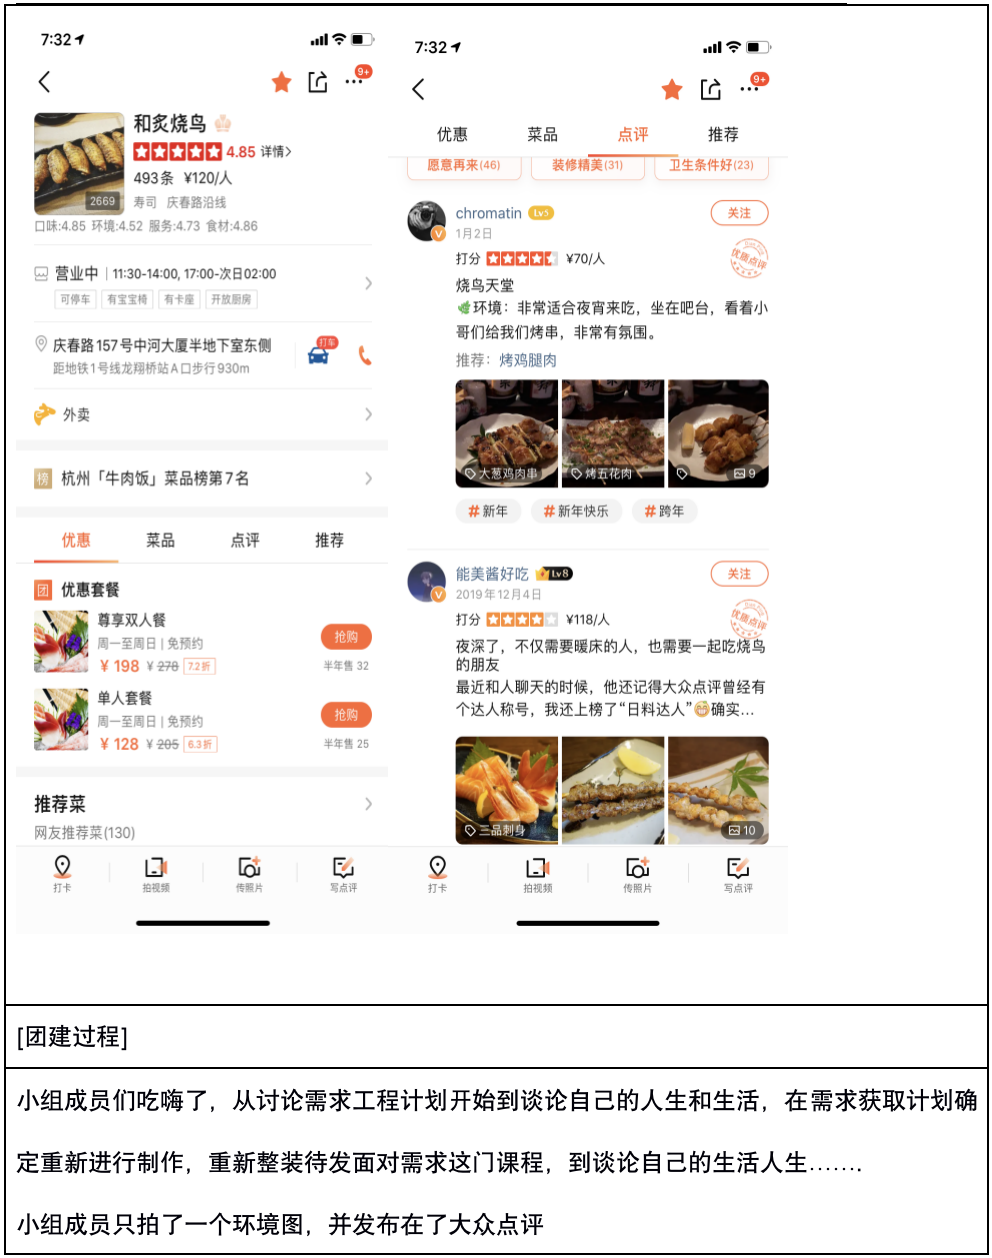 7:32
9+
和炙烧鸟
4.85 详情>
493条 ¥120/人
2669
寿司 庆春路沿线
口味:4.85 环境:4.52 服务:4.73 食材:4.86
营业中 | 11:30-14:00, 17:00-次日02:00
可停车 有宝宝椅 有卡座 开放厨房
庆春路157号中河大厦半地下室东侧
打车
距地铁1号线龙翔桥站A口步行930m
外卖
榜 杭州「牛肉饭」菜品榜第7名
优惠 菜品 点评 推荐
团 优惠套餐
尊享双人餐
周一至周日 | 免预约
抢购
¥198 ¥278 7.2折
半年售 32
单人套餐
周一至周日 | 免预约
抢购
¥128 ¥205 6.3折
半年售 25
推荐菜
网友推荐菜(130)
打卡 拍视频 传照片 写点评
7:32
9+
优惠 菜品 点评 推荐
愿意再来(46) 装修精美(31) 卫生条件好(23)
chromatin Lv5
关注
1月2日
打分 ¥70/人
优质点评
烧鸟天堂
环境：非常适合夜宵来吃，坐在吧台，看着小
哥们给我们烤串，非常有氛围。
推荐：烤鸡腿肉
大葱鸡肉串 烤五花肉 9
#新年 #新年快乐 #跨年
能美酱好吃 Lv8
关注
2019年12月4日
打分 ¥118/人
优质点评
夜深了，不仅需要暖床的人，也需要一起吃烧鸟
的朋友
最近和人聊天的时候，他还记得大众点评曾经有
个达人称号，我还上榜了“日料达人”确实...
三品刺身 10
打卡 拍视频 传照片 写点评
[团建过程]
小组成员们吃嗨了，从讨论需求工程计划开始到谈论自己的人生和生活，在需求获取计划确
定重新进行制作，重新整装待发面对需求这门课程，到谈论自己的生活人生…….
小组成员只拍了一个环境图，并发布在了大众点评